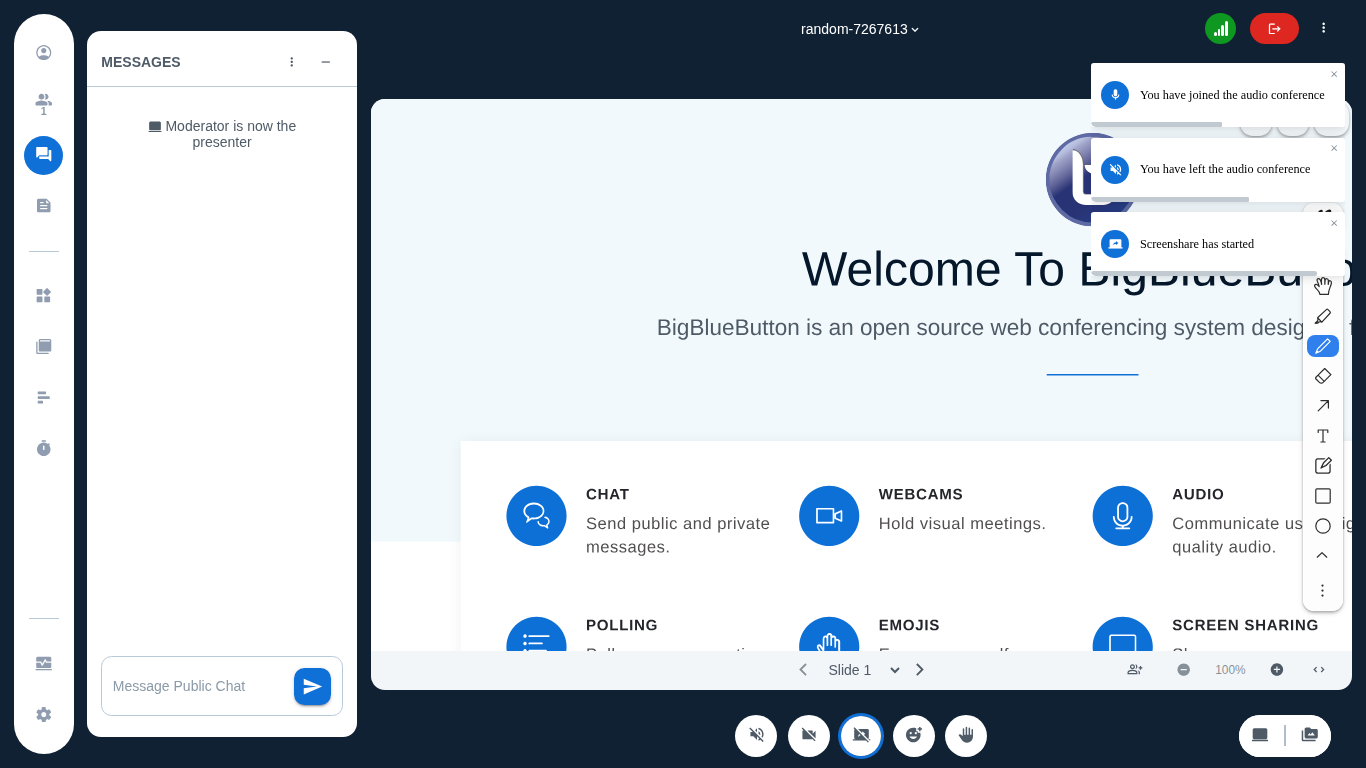 random-7267613
MESSAGES
1
Moderator is now the
presenter
Message Public Chat
You have joined the audio conference
You have left the audio conference
Screenshare has started
Welcome To BigBlueButto
BigBlueButton is an open source web conferencing system desig
CHAT
Send public and private
messages.
WEBCAMS
Hold visual meetings.
AUDIO
Communicate us
quality audio.
POLLING
EMOJIS
SCREEN SHARING
T
Slide 1
100%